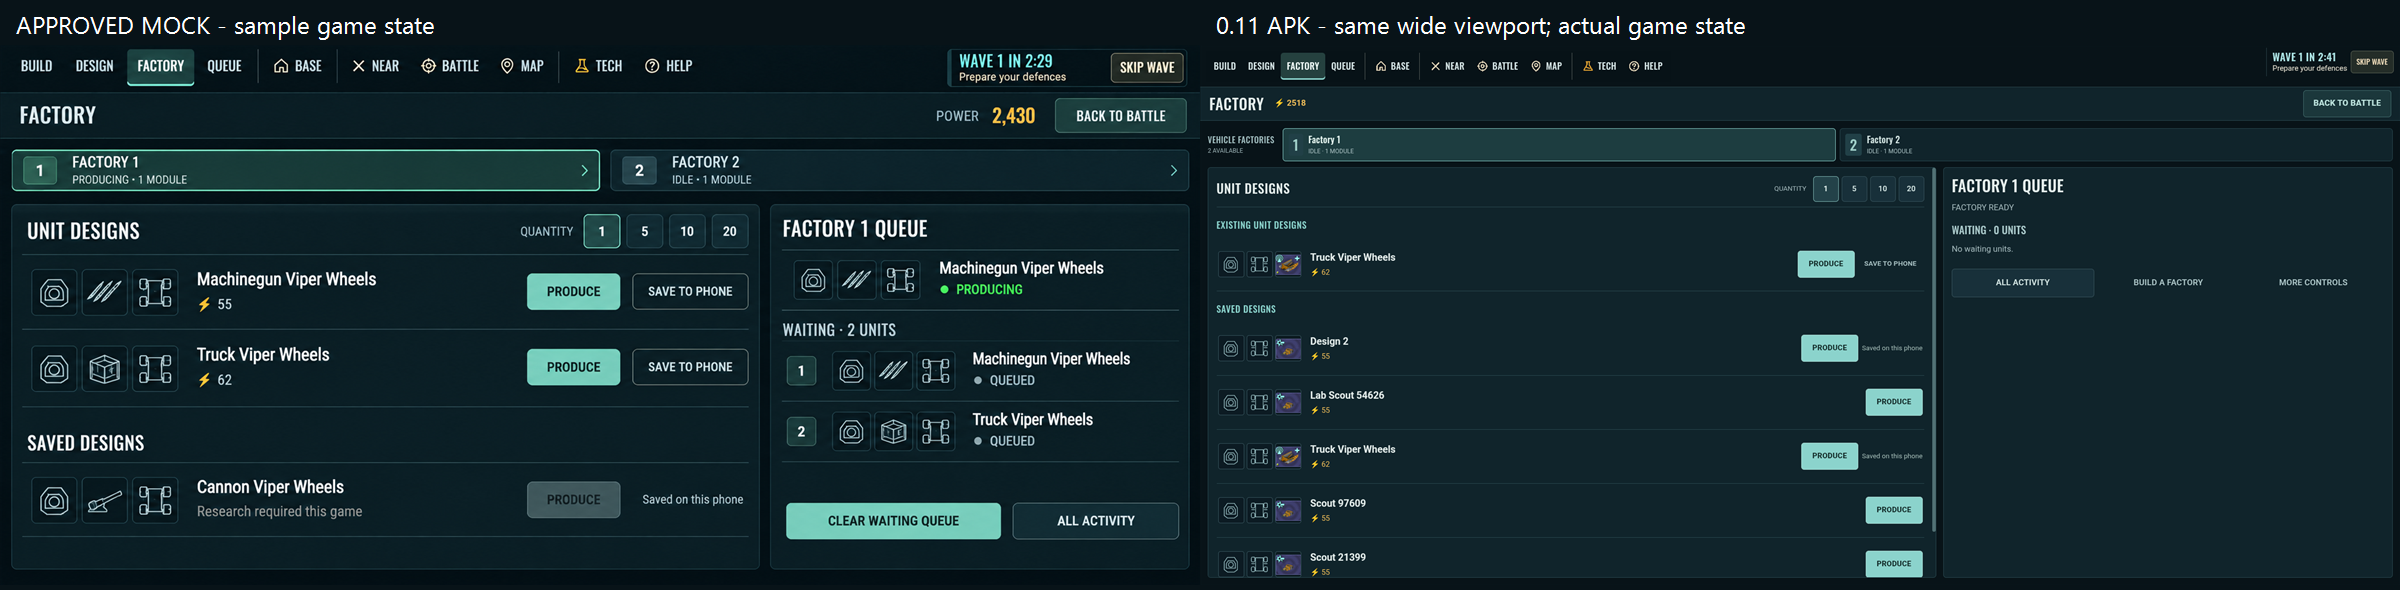 APPROVED MOCK - sample game state
BUILD DESIGN FACTORY QUEUE BASE NEAR BATTLE MAP TECH HELP
WAVE 1 IN 2:29
Prepare your defences
SKIP WAVE
FACTORY
POWER 2,430
BACK TO BATTLE
1 FACTORY 1
PRODUCING • 1 MODULE
2 FACTORY 2
IDLE • 1 MODULE
UNIT DESIGNS
QUANTITY 1 5 10 20
Machinegun Viper Wheels
55
PRODUCE SAVE TO PHONE
Truck Viper Wheels
62
PRODUCE SAVE TO PHONE
SAVED DESIGNS
Cannon Viper Wheels
Research required this game
PRODUCE Saved on this phone
FACTORY 1 QUEUE
Machinegun Viper Wheels
PRODUCING
WAITING · 2 UNITS
1 Machinegun Viper Wheels
QUEUED
2 Truck Viper Wheels
QUEUED
CLEAR WAITING QUEUE ALL ACTIVITY
0.11 APK - same wide viewport; actual game state
BUILD DESIGN FACTORY QUEUE BASE NEAR BATTLE MAP TECH HELP
WAVE 1 IN 2:41
Prepare your defences
SKIP WAVE
FACTORY 2518
BACK TO BATTLE
VEHICLE FACTORIES
2 AVAILABLE
1 Factory 1
IDLE · 1 MODULE
2 Factory 2
IDLE · 1 MODULE
UNIT DESIGNS
QUANTITY 1 5 10 20
EXISTING UNIT DESIGNS
Truck Viper Wheels
62
PRODUCE SAVE TO PHONE
SAVED DESIGNS
Design 2
55
PRODUCE Saved on this phone
Lab Scout 54626
55
PRODUCE
Truck Viper Wheels
62
PRODUCE Saved on this phone
Scout 97609
55
PRODUCE
Scout 21399
55
PRODUCE
FACTORY 1 QUEUE
FACTORY READY
WAITING · 0 UNITS
No waiting units.
ALL ACTIVITY BUILD A FACTORY MORE CONTROLS